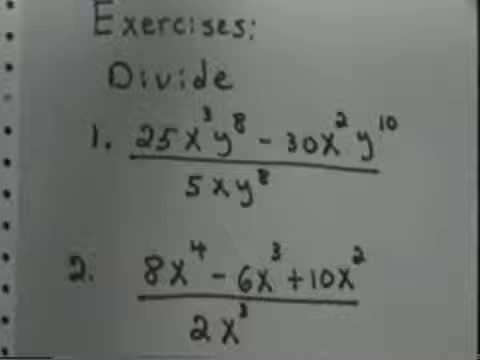 Exercises:
Divide
1. 25x³y⁸ - 30x²y¹⁰
5xy⁸
2. 8x⁴ - 6x³ + 10x²
2x³